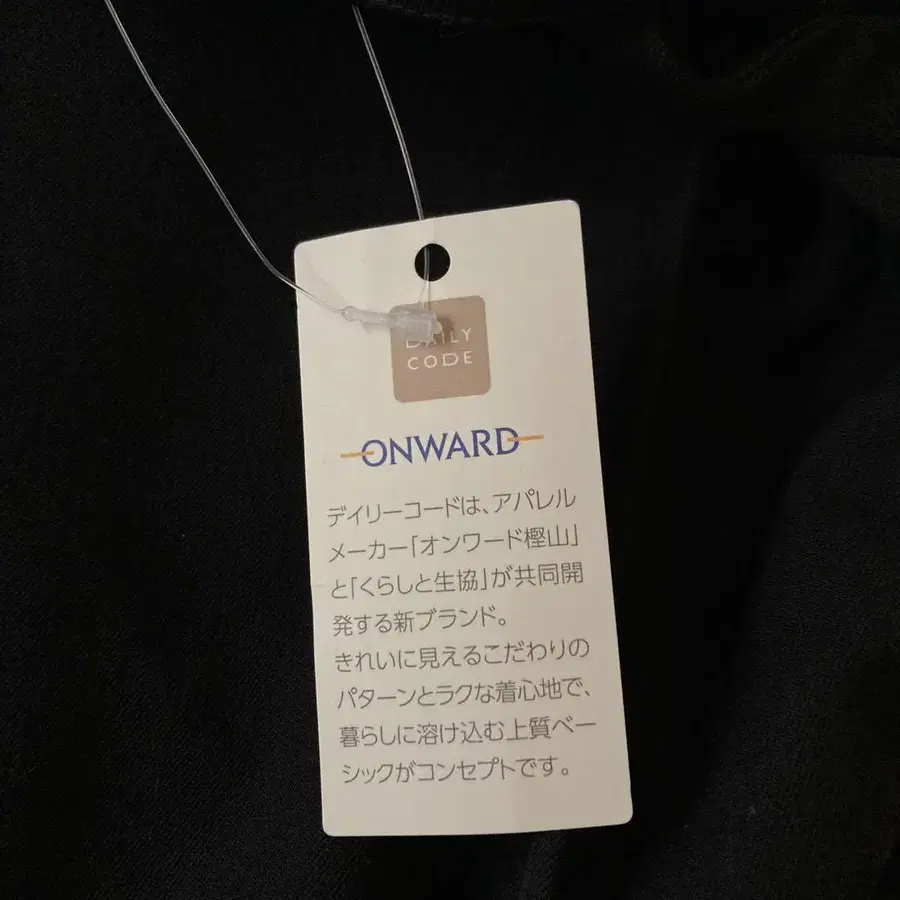 DAILY
CODE
ONWARD
デイリーコードは、アパレル
メーカー「オンワード樫山」
と「くらしと生協」が共同開
発する新ブランド。
きれいに見えるこだわりの
パターンとラクな着心地で、
暮らしに溶け込む上質ベー
シックがコンセプトです。